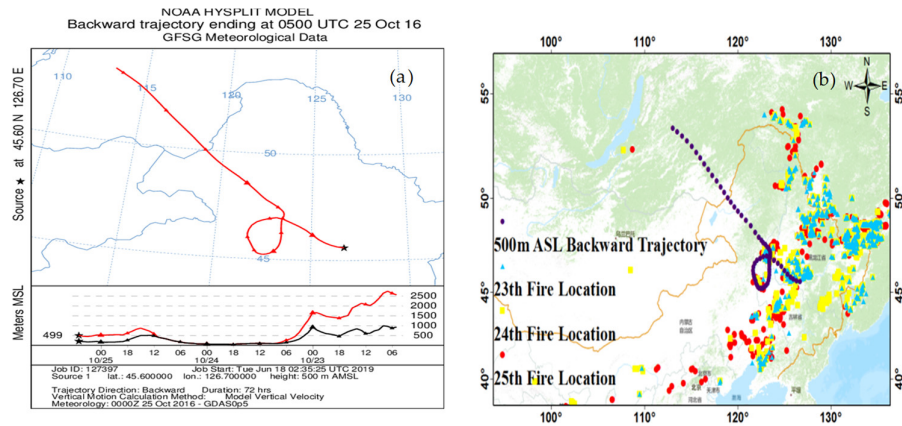 NOAA HYSPLIT MODEL
Backward trajectory ending at 0500 UTC 25 Oct 16
GFSG Meteorological Data
(a)
110
115
120
125
130
50
45
Source ★ at 45.60 N 126.70 E
Meters MSL
499
2500
2000
1500
1000
500
00 18 12 06 00 18 12 06 00 18 12 06
10/25 10/24 10/23
Job ID: 127397 Job Start: Tue Jun 18 02:35:25 UTC 2019
Source 1 lat.: 45.600000 lon.: 126.700000 height: 500 m AMSL
Trajectory Direction: Backward Duration: 72 hrs
Vertical Motion Calculation Method: Model Vertical Velocity
Meteorology: 0000Z 25 Oct 2016 - GDAS0p5
100° 110° 120° 130°
(b)
N
W E
S
55°
50°
45°
40°
500m ASL Backward Trajectory
23th Fire Location
24th Fire Location
25th Fire Location
55°
50°
45°
40°
内蒙古
自治区
100° 110° 120° 130°